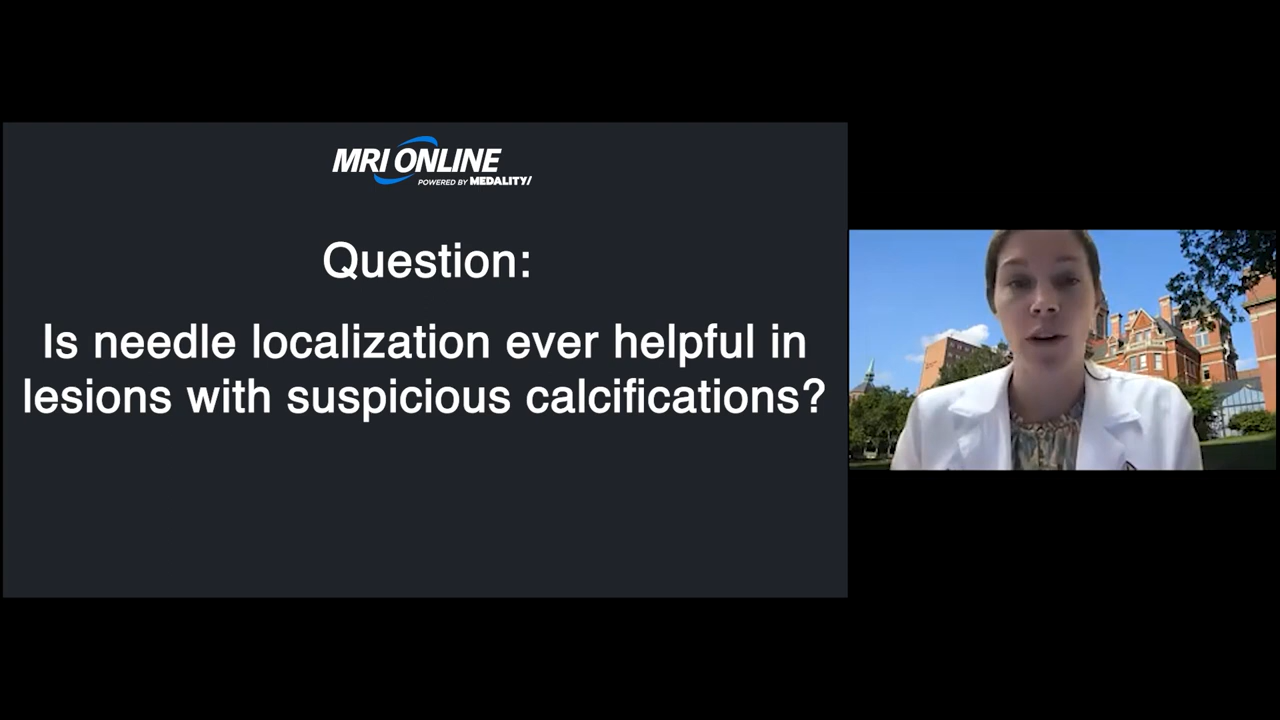 MRI ONLINE
POWERED BY MEDALITY/
Question:
Is needle localization ever helpful in
lesions with suspicious calcifications?